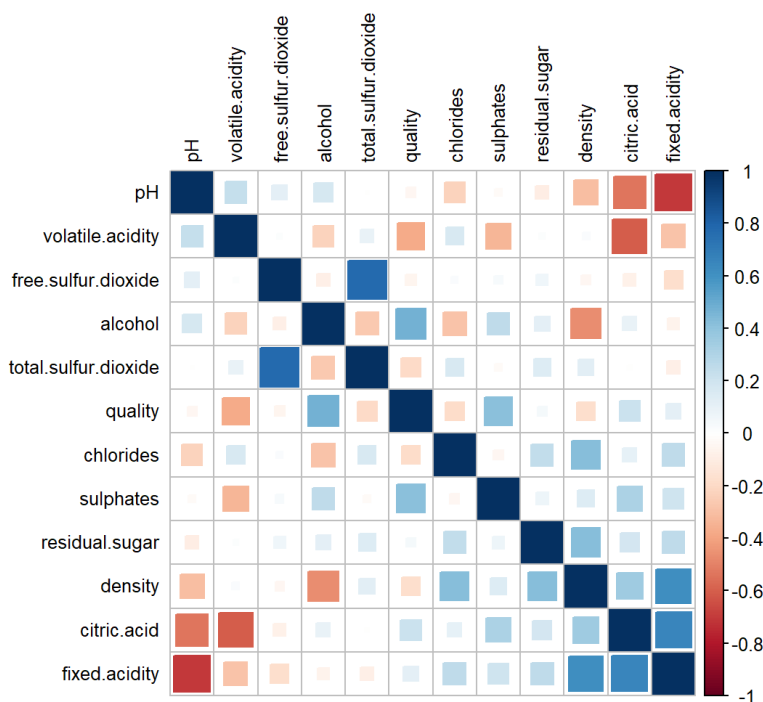 pH
volatile.acidity
free.sulfur.dioxide
alcohol
total.sulfur.dioxide
quality
chlorides
sulphates
residual.sugar
density
citric.acid
fixed.acidity
pH
volatile.acidity
free.sulfur.dioxide
alcohol
total.sulfur.dioxide
quality
chlorides
sulphates
residual.sugar
density
citric.acid
fixed.acidity
1
0.8
0.6
0.4
0.2
0
-0.2
-0.4
-0.6
-0.8
-1